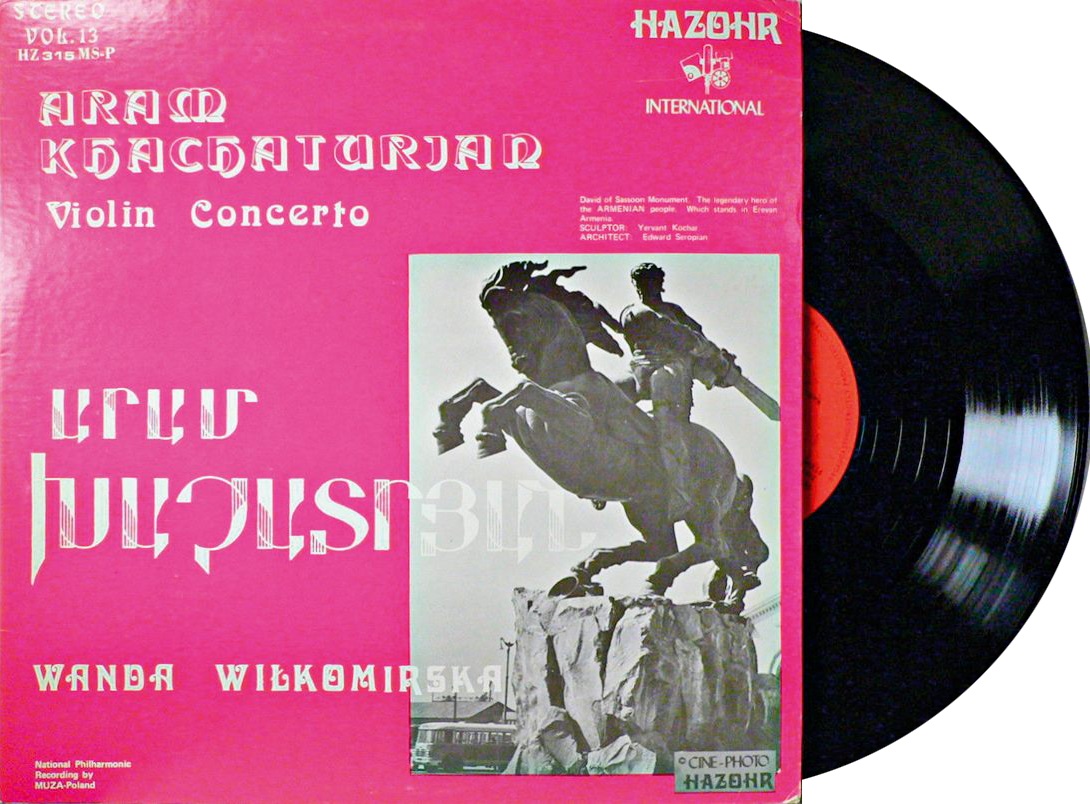 STEREO
VOL. 13
HZ 315 MS-P
HAZOHR
INTERNATIONAL
ARAM
KHACHATURIAN
Violin Concerto
David of Sassoon Monument. The legendary hero of
the ARMENIAN people. Which stands in Erevan
Armenia.
SCULPTOR: Yervant Kochar
ARCHITECT: Edward Seropian
ԱՐԱՄ
ԽԱՉԱՏՐՅԱՆ
WANDA WIŁKOMIRSKA
National Philharmonic
Recording by
MUZA-Poland
© CINE-PHOTO
HAZOHR